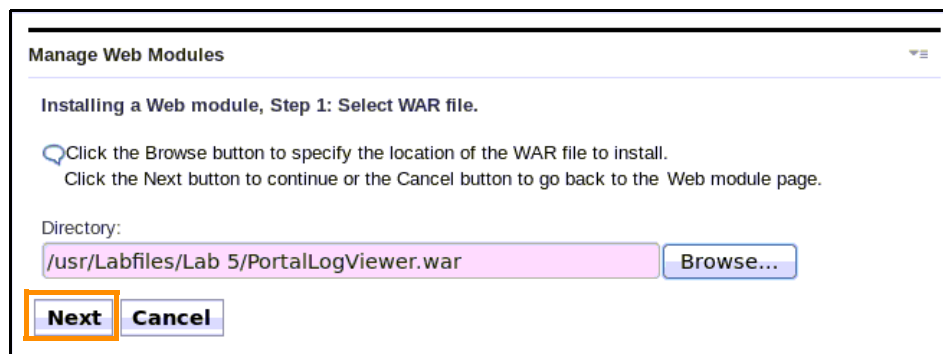 Manage Web Modules
Installing a Web module, Step 1: Select WAR file.
Click the Browse button to specify the location of the WAR file to install.
Click the Next button to continue or the Cancel button to go back to the Web module page.
Directory:
/usr/Labfiles/Lab 5/PortalLogViewer.war Browse...
Next Cancel